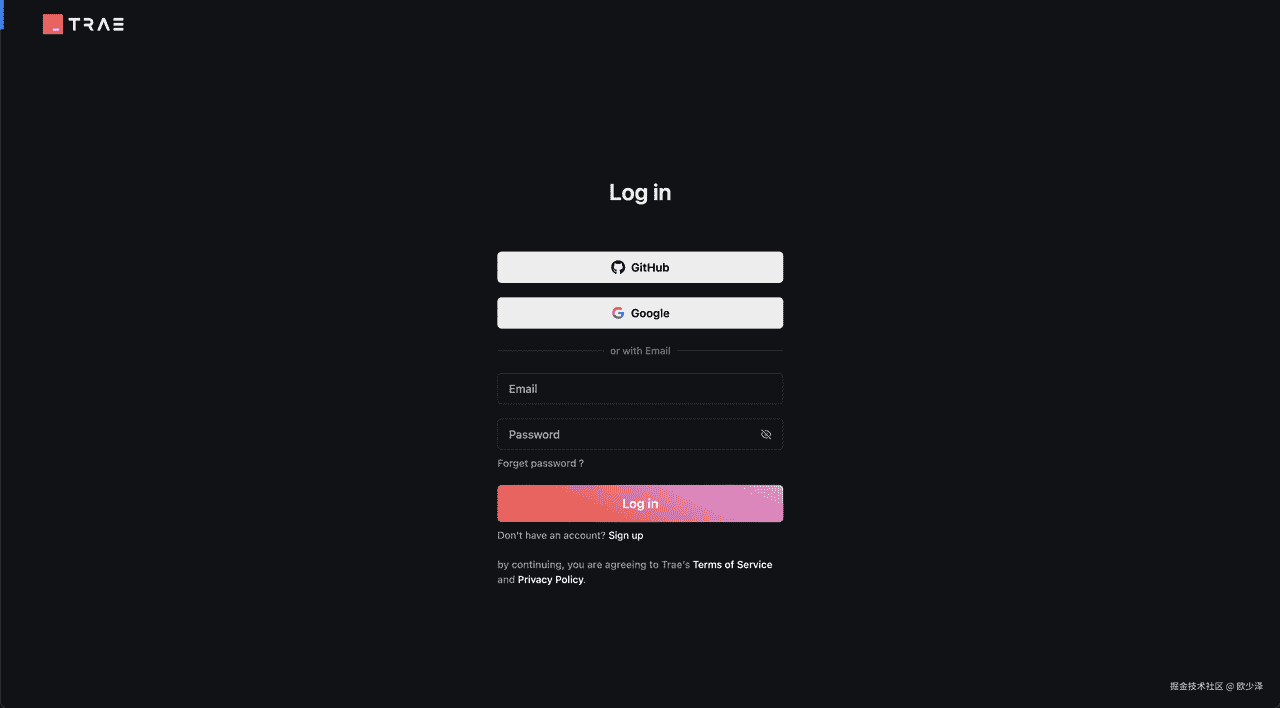 TRAE
Log in
GitHub
Google
or with Email
Email
Password
Forget password ?
Log in
Don't have an account? Sign up
by continuing, you are agreeing to Trae's Terms of Service
and Privacy Policy.
掘金技术社区 @ 欧少泽